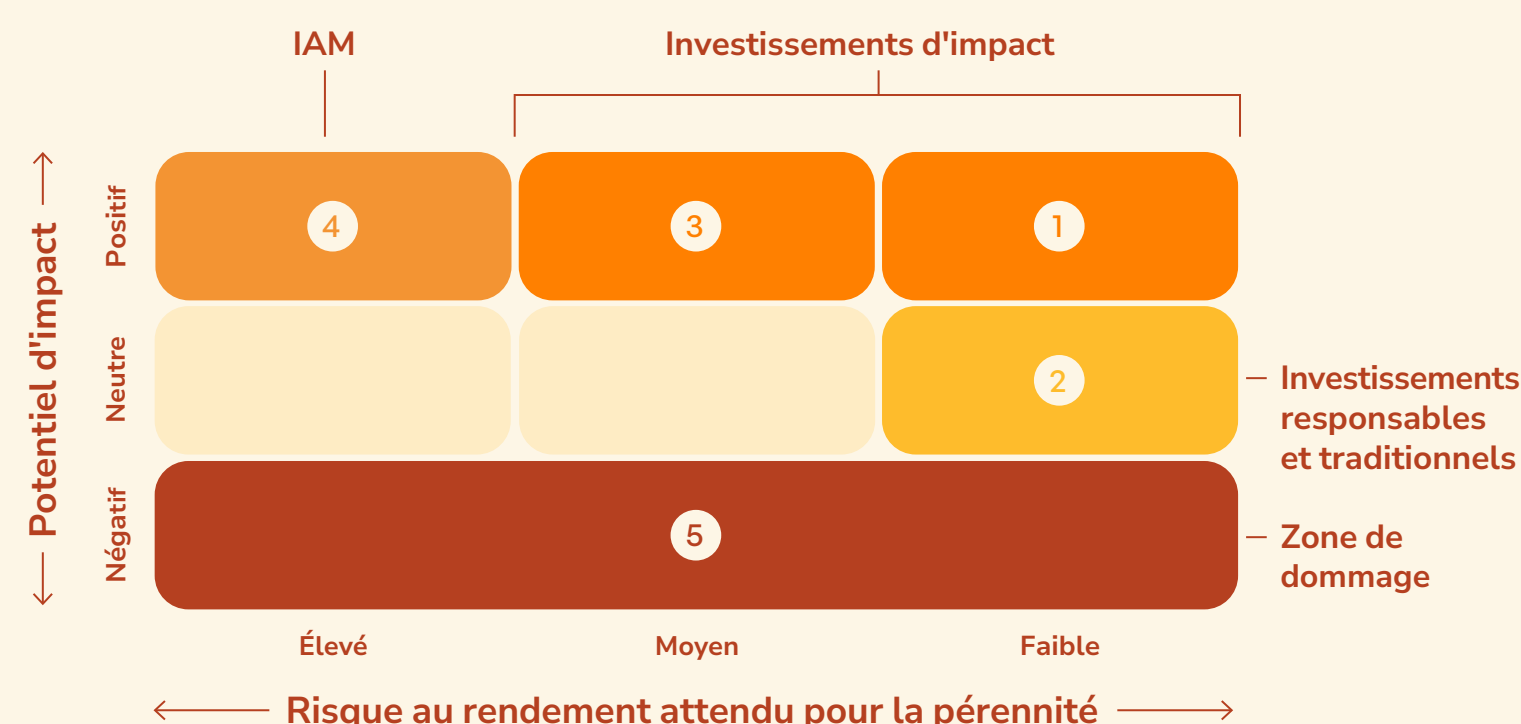 IAM
Investissements d'impact
Potentiel d'impact
Positif
4
3
1
Neutre
2
Investissements
responsables
et traditionnels
Négatif
5
Zone de
dommage
Élevé
Moyen
Faible
Risque au rendement attendu pour la pérennité